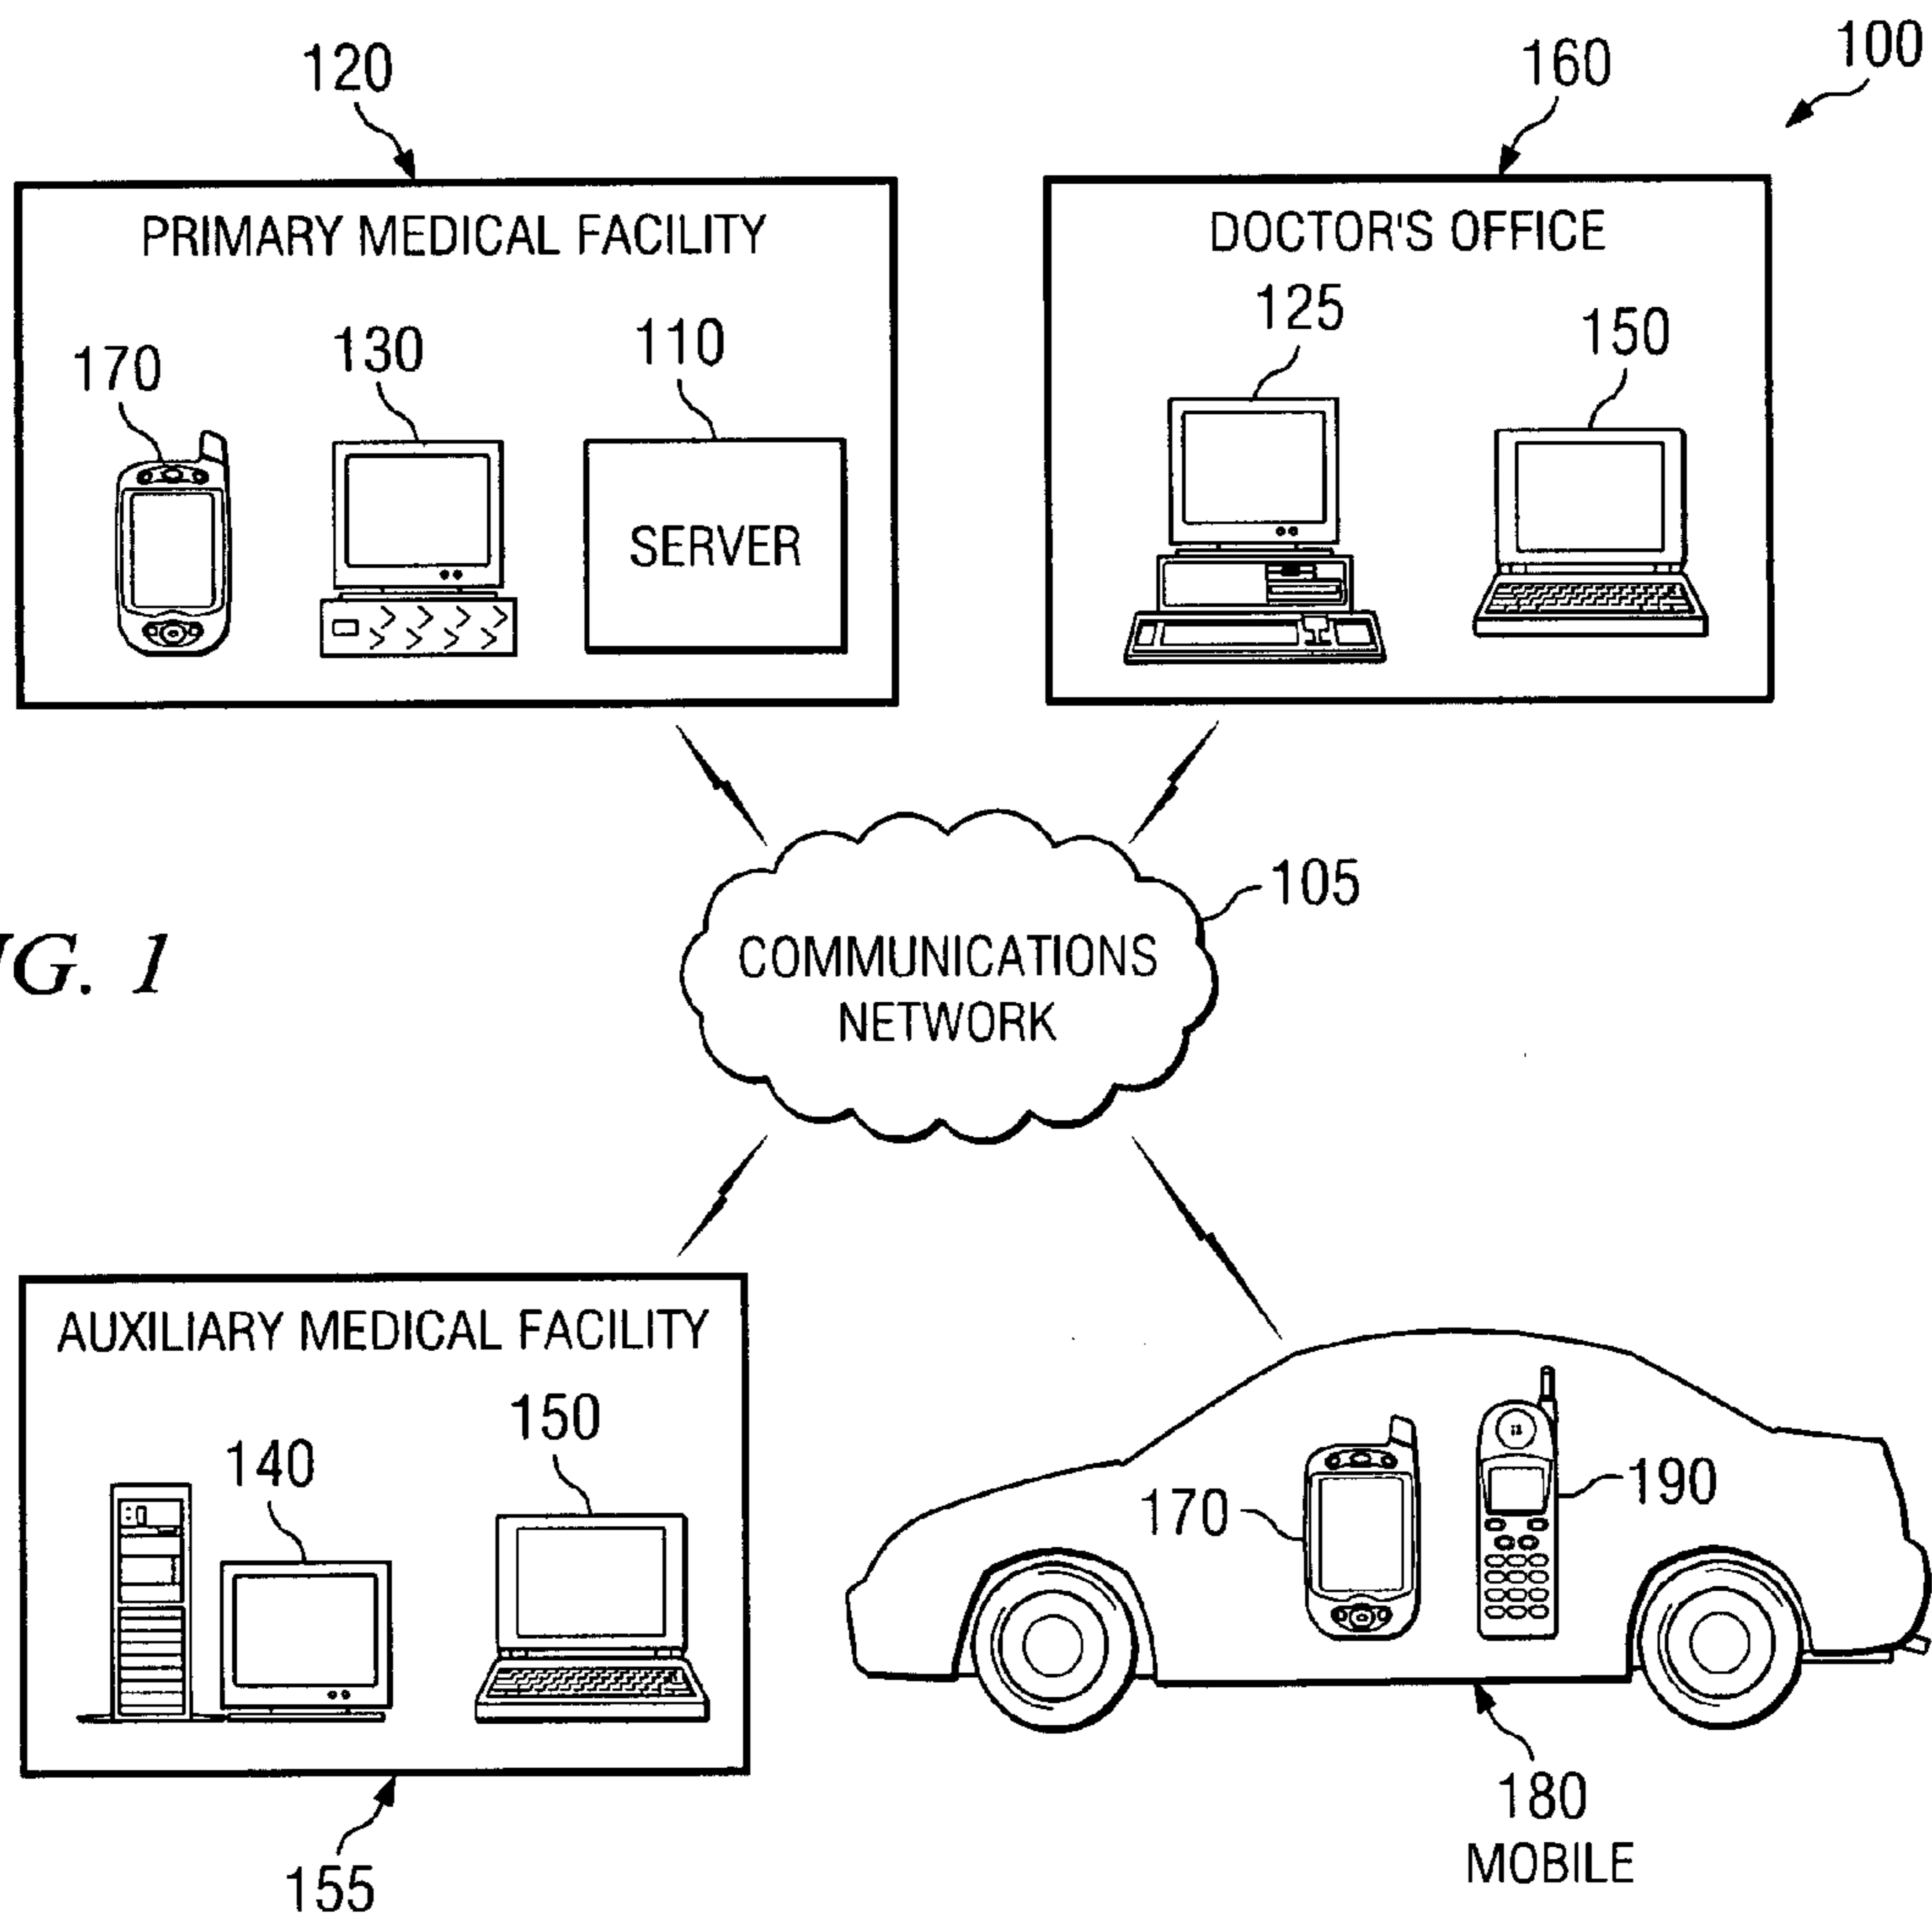 120
160
100
PRIMARY MEDICAL FACILITY
170
130
110
SERVER
DOCTOR'S OFFICE
125
150
COMMUNICATIONS
NETWORK
105
G. 1
AUXILIARY MEDICAL FACILITY
140
150
155
170
190
180
MOBILE